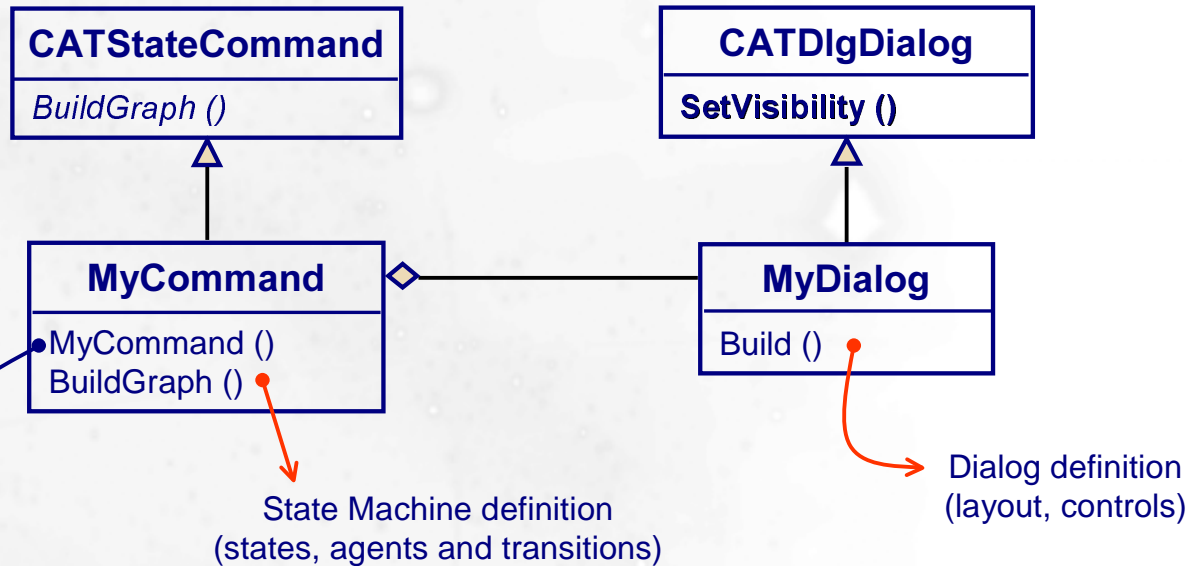 CATStateCommand
BuildGraph ()
CATDlgDialog
SetVisibility ()
MyCommand
MyCommand ()
BuildGraph ()
MyDialog
Build ()
State Machine definition
(states, agents and transitions)
Dialog definition
(layout, controls)